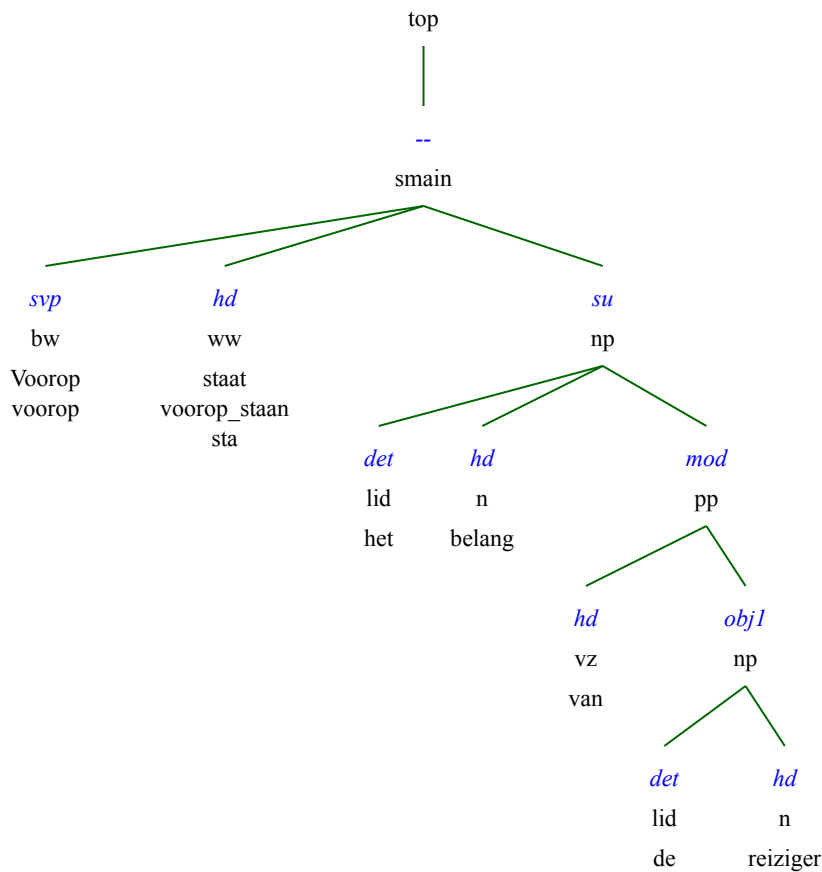 top
--
smain
svp hd su
bw ww np
Voorop staat
voorop voorop_staan
sta
det hd mod
lid n pp
het belang
hd obj1
vz np
van
det hd
lid n
de reiziger